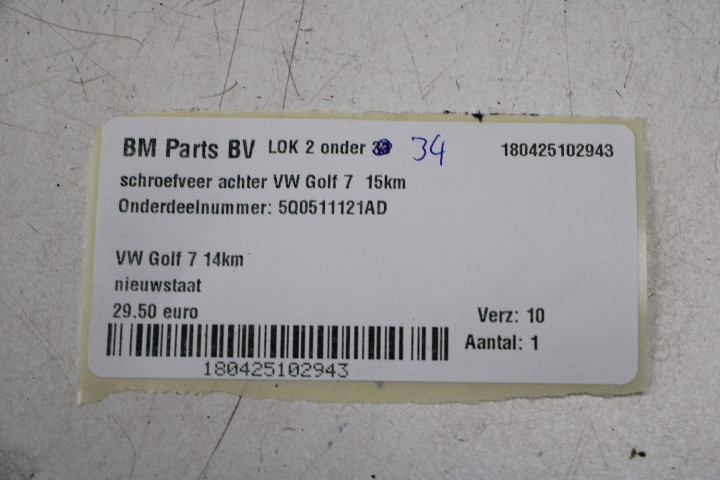 BM Parts BV LOK 2 onder 34 180425102943
schroefveer achter VW Golf 7 15km
Onderdeelnummer: 5Q0511121AD
VW Golf 7 14km
nieuwstaat
29.50 euro Verz: 10
Aantal: 1
180425102943